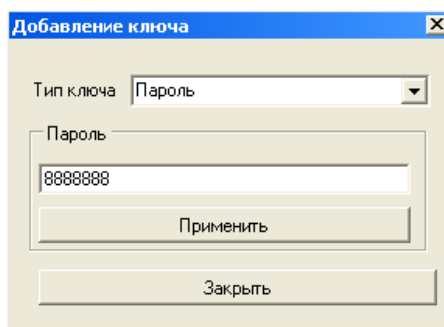 Добавление ключа
Тип ключа Пароль
Пароль
8888888
Применить
Закрыть